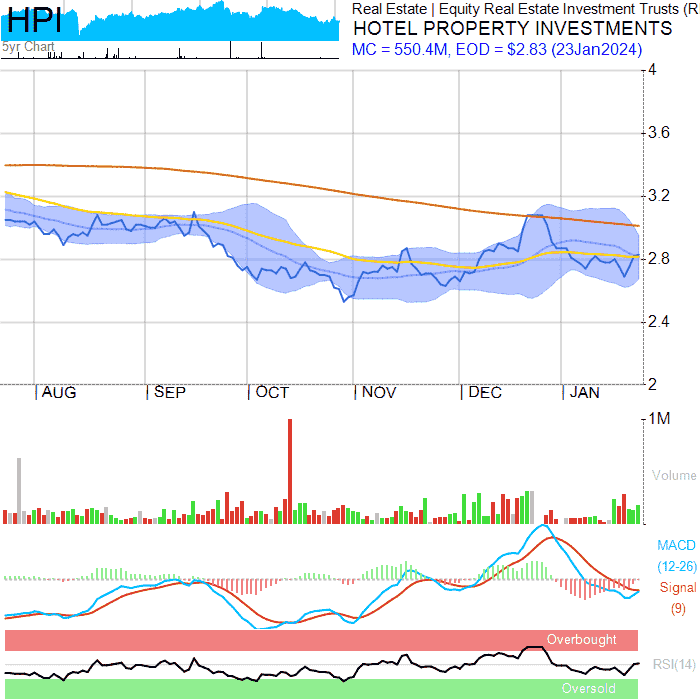 HPI
5yr Chart
Real Estate | Equity Real Estate Investment Trusts (R
HOTEL PROPERTY INVESTMENTS
MC = 550.4M, EOD = $2.83 (23Jan2024)
4
3.6
3.2
2.8
2.4
2
AUG
SEP
OCT
NOV
DEC
JAN
1M
Volume
MACD
(12-26)
Signal
(9)
Overbought
RSI(14)
Oversold